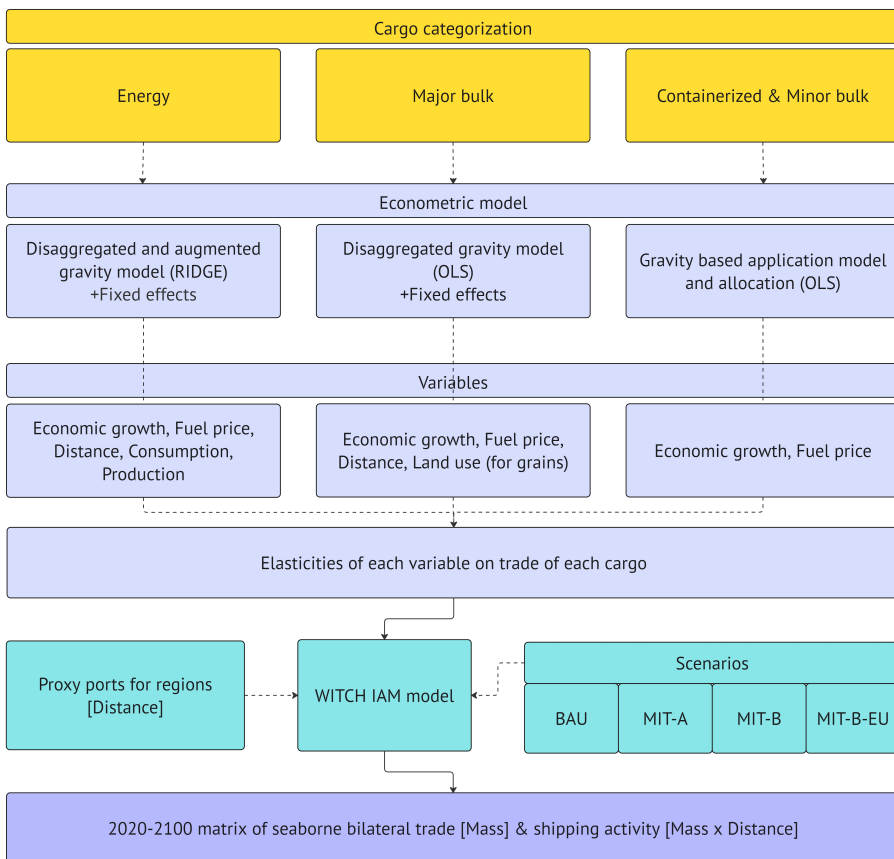 Cargo categorization
Energy
Major bulk
Containerized & Minor bulk
Econometric model
Disaggregated and augmented
gravity model (RIDGE)
+Fixed effects
Disaggregated gravity model
(OLS)
+Fixed effects
Gravity based application model
and allocation (OLS)
Variables
Economic growth, Fuel price,
Distance, Consumption,
Production
Economic growth, Fuel price,
Distance, Land use (for grains)
Economic growth, Fuel price
Elasticities of each variable on trade of each cargo
Proxy ports for regions
[Distance]
WITCH IAM model
Scenarios
BAU
MIT-A
MIT-B
MIT-B-EU
2020-2100 matrix of seaborne bilateral trade [Mass] & shipping activity [Mass x Distance]